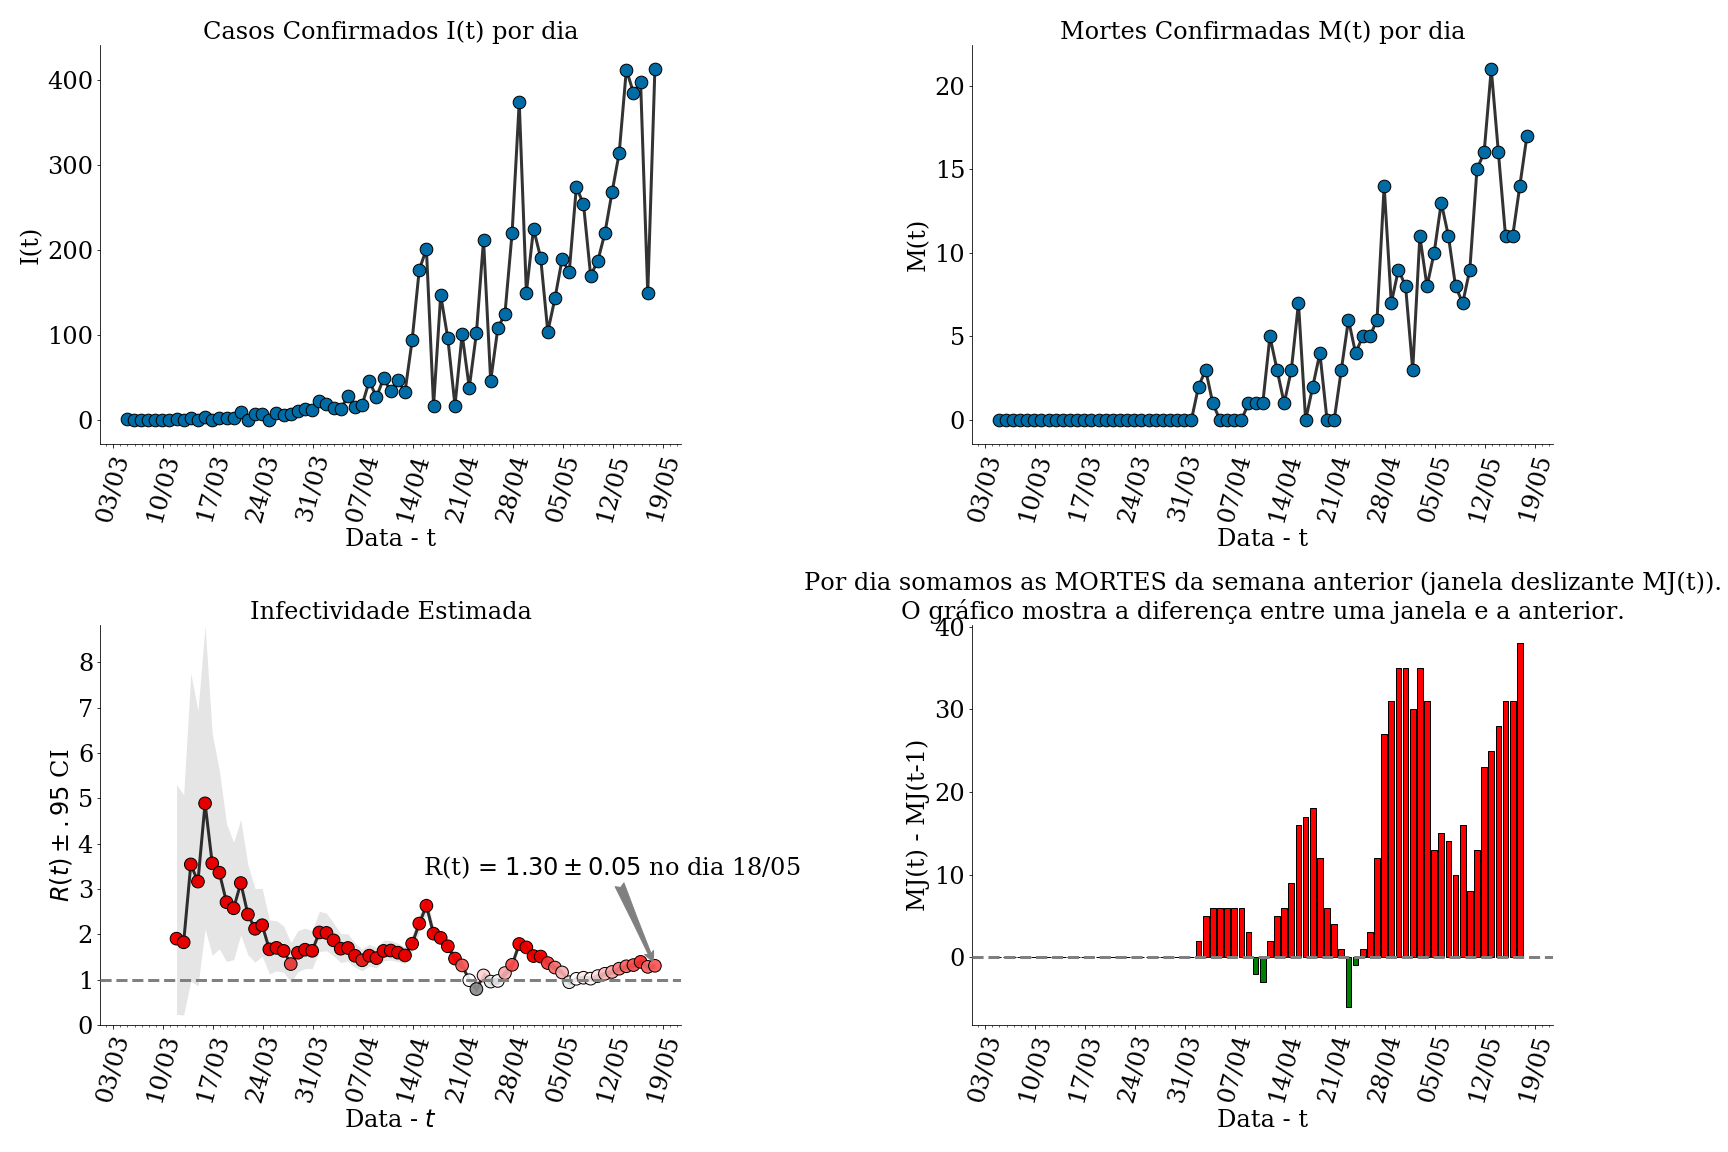 Casos Confirmados I(t) por dia
I(t)
400
300
200
100
0
03/03 10/03 17/03 24/03 31/03 07/04 14/04 21/04 28/04 05/05 12/05 19/05
Data - t
Mortes Confirmadas M(t) por dia
M(t)
20
15
10
5
0
03/03 10/03 17/03 24/03 31/03 07/04 14/04 21/04 28/04 05/05 12/05 19/05
Data - t
Infectividade Estimada
R(t) ± .95 CI
8
7
6
5
4
3
2
1
0
R(t) = 1.30 ± 0.05 no dia 18/05
03/03 10/03 17/03 24/03 31/03 07/04 14/04 21/04 28/04 05/05 12/05 19/05
Data - t
Por dia somamos as MORTES da semana anterior (janela deslizante MJ(t)).
O gráfico mostra a diferença entre uma janela e a anterior.
MJ(t) - MJ(t-1)
40
30
20
10
0
03/03 10/03 17/03 24/03 31/03 07/04 14/04 21/04 28/04 05/05 12/05 19/05
Data - t